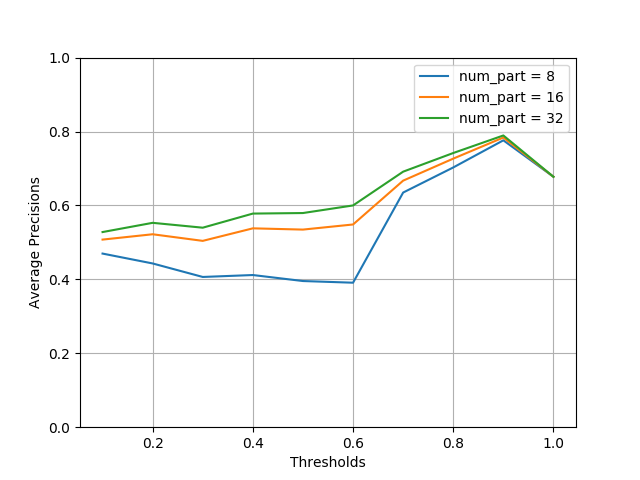 num_part = 8
num_part = 16
num_part = 32
1.0
0.8
0.6
0.4
0.2
0.0
Average Precisions
0.2 0.4 0.6 0.8 1.0
Thresholds